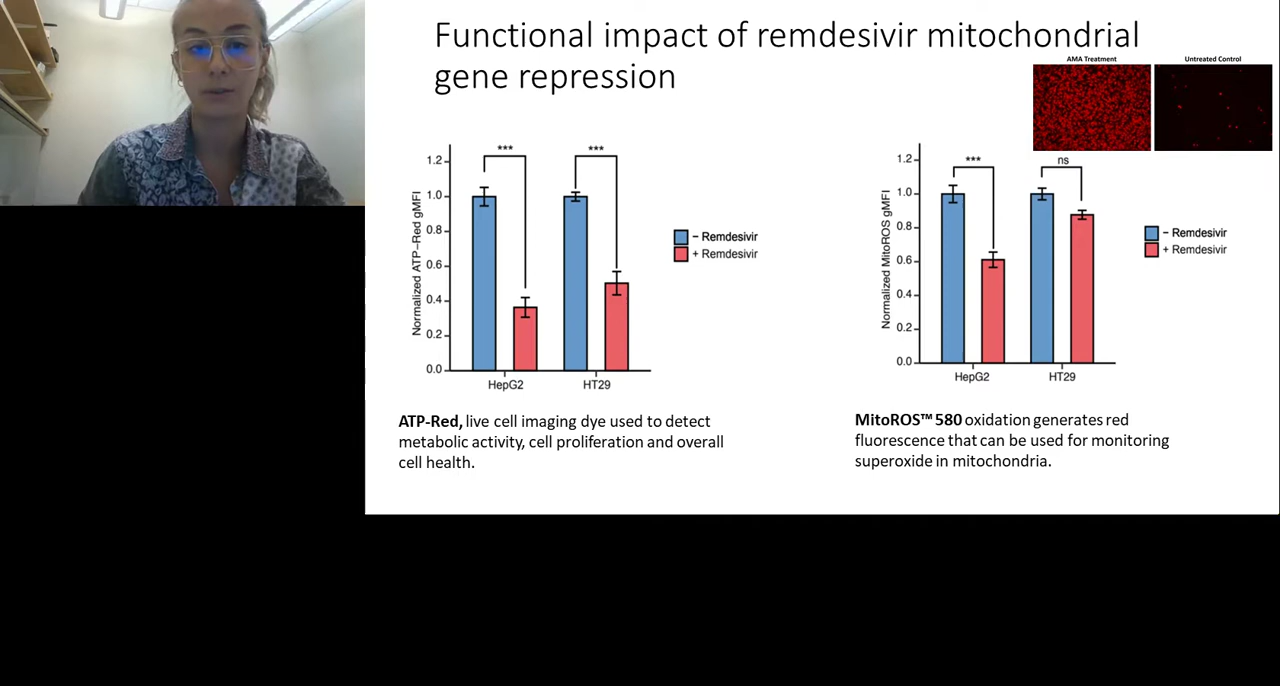 Functional impact of remdesivir mitochondrial
gene repression
AMA Treatment
Untreated Control
***
***
1.2
1.0
0.8
0.6
0.4
0.2
0.0
Normalized ATP–Red gMFI
HepG2
HT29
– Remdesivir
+ Remdesivir
***
ns
1.2
1.0
0.8
0.6
0.4
0.2
0.0
Normalized MitoROS gMFI
HepG2
HT29
– Remdesivir
+ Remdesivir
ATP-Red, live cell imaging dye used to detect
metabolic activity, cell proliferation and overall
cell health.
MitoROS™ 580 oxidation generates red
fluorescence that can be used for monitoring
superoxide in mitochondria.